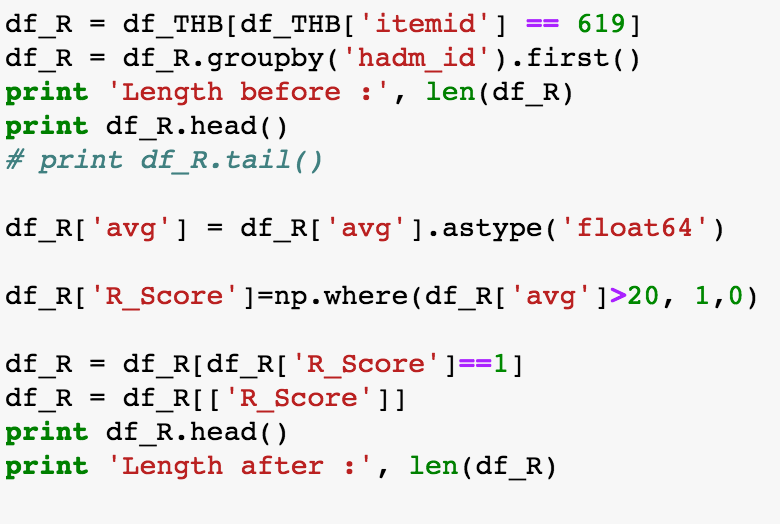 df_R = df_THB[df_THB['itemid'] == 619]
df_R = df_R.groupby('hadm_id').first()
print 'Length before :', len(df_R)
print df_R.head()
# print df_R.tail()
df_R['avg'] = df_R['avg'].astype('float64')
df_R['R_Score']=np.where(df_R['avg']>20, 1,0)
df_R = df_R[df_R['R_Score']==1]
df_R = df_R[['R_Score']]
print df_R.head()
print 'Length after :', len(df_R)